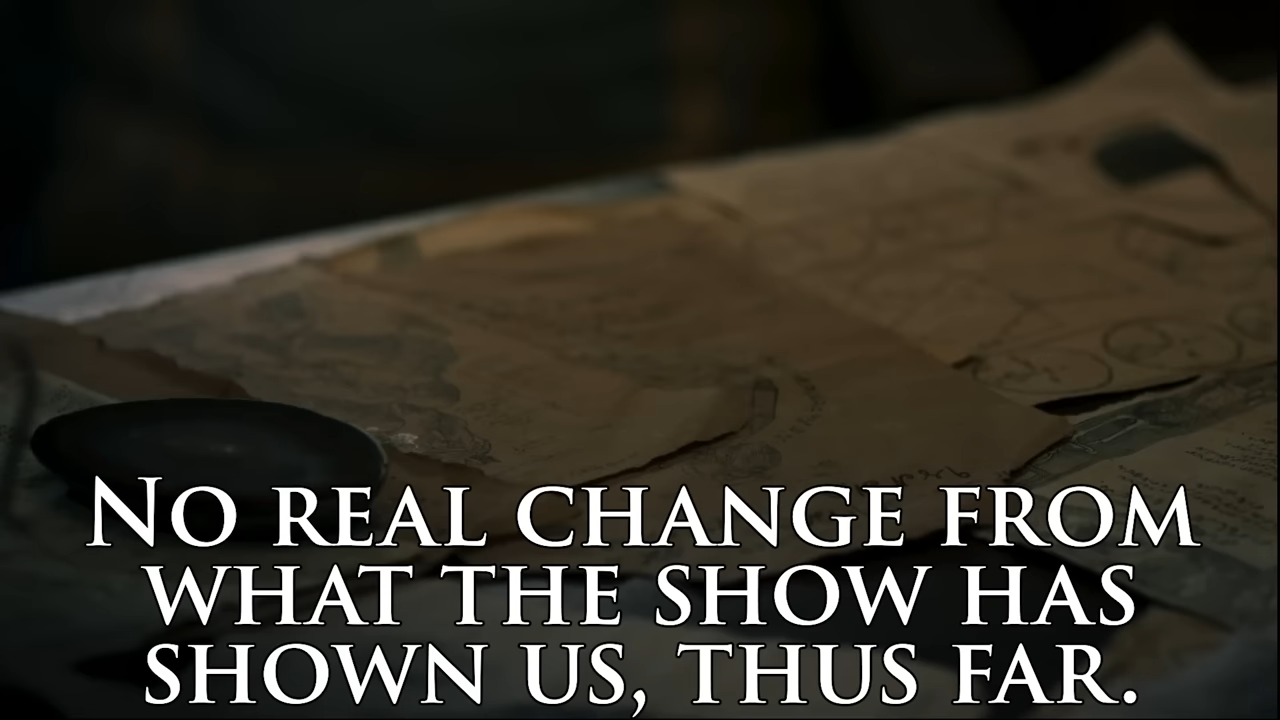 No real change from
what the show has
shown us, thus far.